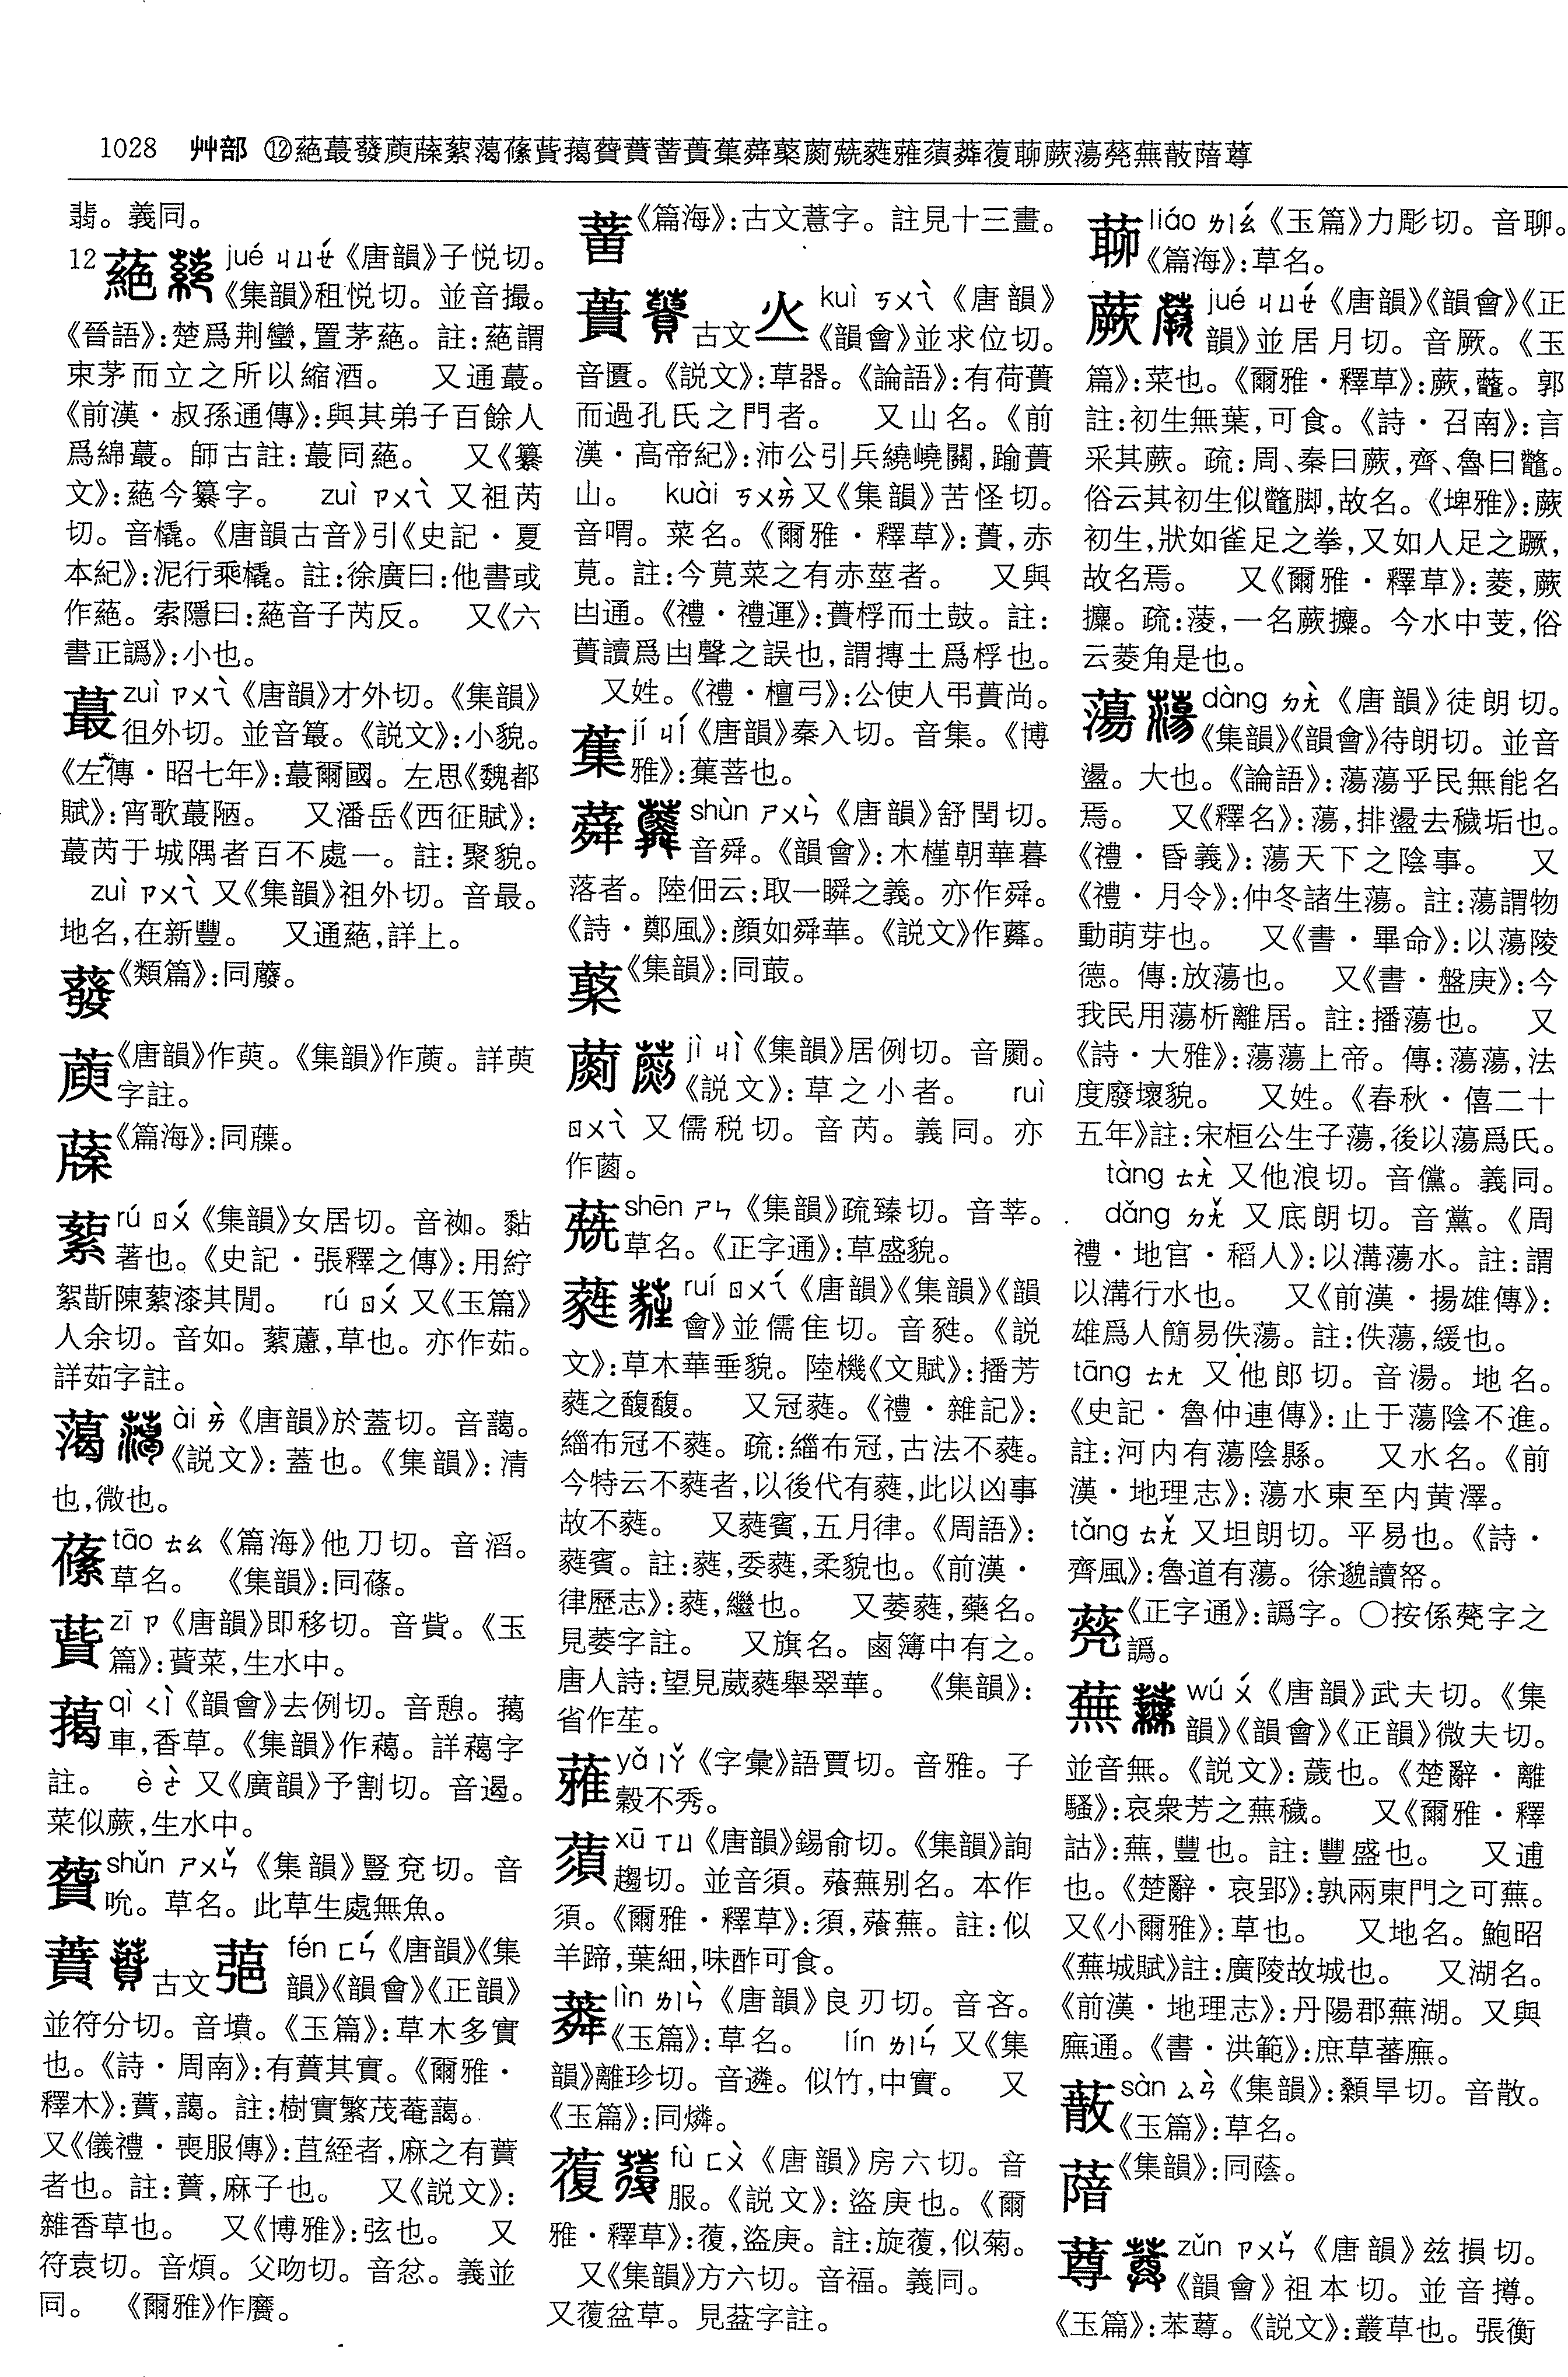 1028 艸部 ⑫蕝蕞發藇蕂蕠蕩蓧蕒藒蕡蕢蕺蕣蕤蕦蕧蕨蕩蕪蔭蕁
翡。義同。
12蕝 jué ㄐㄩㄝˊ《唐韻》子悦切。
《集韻》租悦切。並音撮。
《晉語》:楚爲荆蠻,置茅蕝。註:蕝謂
束茅而立之所以縮酒。 又通蕞。
《前漢・叔孫通傳》:與其弟子百餘人
爲綿蕞。師古註:蕞同蕝。 又《纂
文》:蕝今纂字。 zuì ㄗㄨㄟˋ 又祖芮
切。音橇。《唐韻古音》引《史記・夏
本紀》:泥行乘橇。註:徐廣曰:他書或
作蕝。索隱曰:蕝音子芮反。 又《六
書正譌》:小也。
蕞 zuì ㄗㄨㄟˋ《唐韻》才外切。《集韻》
徂外切。並音蕞。《説文》:小貌。
《左傳・昭七年》:蕞爾國。左思《魏都
賦》:宵歌蕞陋。 又潘岳《西征賦》:
蕞芮于城隅者百不處一。註:聚貌。
zuì ㄗㄨㄟˋ 又《集韻》祖外切。音最。
地名,在新豐。 又通蕝,詳上。
《類篇》:同蕟。
《唐韻》作萸。《集韻》作蔩。詳萸
字註。
《篇海》:同蕂。
蕠 rú ㄖㄨˊ《集韻》女居切。音袽。黏
著也。《史記・張釋之傳》:用紵
絮斮陳蕠漆其閒。 rú ㄖㄨˊ 又《玉篇》
人余切。音如。蕠藘,草也。亦作茹。
詳茹字註。
ài ㄞˋ《唐韻》於蓋切。音藹。
《説文》:蓋也。《集韻》:清
也,微也。
tāo ㄊㄠ《篇海》他刀切。音滔。
草名。 《集韻》:同蓧。
zī ㄗ《唐韻》即移切。音貲。《玉
篇》:薋菜,生水中。
qì ㄑㄧˋ《韻會》去例切。音憩。藒
車,香草。《集韻》作藒。詳藒字
註。 è ㄜˋ 又《廣韻》予割切。音遏。
菜似蕨,生水中。
shǔn ㄕㄨㄣˇ《集韻》豎兗切。音
吮。草名。此草生處無魚。
蕡 古文 fén ㄈㄣˊ《唐韻》《集
韻》《韻會》《正韻》
並符分切。音墳。《玉篇》:草木多實
也。《詩・周南》:有蕡其實。《爾雅・
釋木》:蕡,藹。註:樹實繁茂菴藹。
又《儀禮・喪服傳》:苴絰者,麻之有蕡
者也。註:蕡,麻子也。 又《説文》:
雜香草也。 又《博雅》:弦也。 又
符袁切。音煩。父吻切。音忿。義並
同。 《爾雅》作黂。
《篇海》:古文薏字。註見十三畫。
蕢 古文 kuì ㄎㄨㄟˋ《唐韻》
《韻會》並求位切。
音匱。《説文》:草器。《論語》:有荷蕢
而過孔氏之門者。 又山名。《前
漢・高帝紀》:沛公引兵繞嶢關,踰蕢
山。 kuài ㄎㄨㄞˋ 又《集韻》苦怪切。
音喟。菜名。《爾雅・釋草》:蕢,赤
莧。註:今莧菜之有赤莖者。 又與
凷通。《禮・禮運》:蕢桴而土鼓。註:
蕢讀爲凷聲之誤也,謂摶土爲桴也。
又姓。《禮・檀弓》:公使人弔蕢尚。
jí ㄐㄧˊ《唐韻》秦入切。音集。《博
雅》:蕉菩也。
蕣 shùn ㄕㄨㄣˋ《唐韻》舒閏切。
音舜。《韻會》:木槿朝華暮
落者。陸佃云:取一瞬之義。亦作舜。
《詩・鄭風》:顔如舜華。《説文》作蕣。
《集韻》:同菆。
jì ㄐㄧˋ《集韻》居例切。音罽。
《説文》:草之小者。 ruì
ㄖㄨㄟˋ 又儒税切。音芮。義同。亦
作䓲。
shēn ㄕㄣ《集韻》疏臻切。音莘。
草名。《正字通》:草盛貌。
蕤 ruí ㄖㄨㄟˊ《唐韻》《集韻》《韻
會》並儒隹切。音甤。《説
文》:草木華垂貌。陸機《文賦》:播芳
蕤之馥馥。 又冠蕤。《禮・雜記》:
緇布冠不蕤。疏:緇布冠,古法不蕤。
今特云不蕤者,以後代有蕤,此以凶事
故不蕤。 又蕤賓,五月律。《周語》:
蕤賓。註:蕤,委蕤,柔貌也。《前漢・
律歷志》:蕤,繼也。 又萎蕤,藥名。
見萎字註。 又旗名。鹵簿中有之。
唐人詩:望見葳蕤舉翠華。 《集韻》:
省作苼。
yǎ ㄧㄚˇ《字彙》語賈切。音雅。子
穀不秀。
蕦 xū ㄒㄩ《唐韻》錫俞切。《集韻》詢
趨切。並音須。薞蕪别名。本作
須。《爾雅・釋草》:須,薞蕪。註:似
羊蹄,葉細,味酢可食。
lìn ㄌㄧㄣˋ《唐韻》良刃切。音吝。
《玉篇》:草名。 lín ㄌㄧㄣˊ 又《集
韻》離珍切。音遴。似竹,中實。 又
《玉篇》:同燐。
蕧 fù ㄈㄨˋ《唐韻》房六切。音
服。《説文》:盜庚也。《爾
雅・釋草》:蕧,盜庚。註:旋蕧,似菊。
又《集韻》方六切。音福。義同。
又蕧盆草。見葐字註。
liáo ㄌㄧㄠˊ《玉篇》力彫切。音聊。
《篇海》:草名。
蕨 jué ㄐㄩㄝˊ《唐韻》《韻會》《正
韻》並居月切。音厥。《玉
篇》:菜也。《爾雅・釋草》:蕨,虌。郭
註:初生無葉,可食。《詩・召南》:言
采其蕨。疏:周、秦曰蕨,齊、魯曰虌。
俗云其初生似鼈脚,故名。《埤雅》:蕨
初生,狀如雀足之拳,又如人足之蹶,
故名焉。 又《爾雅・釋草》:蔆,蕨
攗。疏:蔆,一名蕨攗。今水中芰,俗
云菱角是也。
蕩 dàng ㄉㄤˋ《唐韻》徒朗切。
《集韻》《韻會》待朗切。並音
盪。大也。《論語》:蕩蕩乎民無能名
焉。 又《釋名》:蕩,排盪去穢垢也。
《禮・昏義》:蕩天下之陰事。 又
《禮・月令》:仲冬諸生蕩。註:蕩謂物
動萌芽也。 又《書・畢命》:以蕩陵
德。傳:放蕩也。 又《書・盤庚》:今
我民用蕩析離居。註:播蕩也。 又
《詩・大雅》:蕩蕩上帝。傳:蕩蕩,法
度廢壞貌。 又姓。《春秋・僖二十
五年》註:宋桓公生子蕩,後以蕩爲氏。
tàng ㄊㄤˋ 又他浪切。音儻。義同。
dǎng ㄉㄤˇ 又底朗切。音黨。《周
禮・地官・稻人》:以溝蕩水。註:謂
以溝行水也。 又《前漢・揚雄傳》:
雄爲人簡易佚蕩。註:佚蕩,緩也。
tāng ㄊㄤ 又他郎切。音湯。地名。
《史記・魯仲連傳》:止于蕩陰不進。
註:河内有蕩陰縣。 又水名。《前
漢・地理志》:蕩水東至内黄澤。
tǎng ㄊㄤˇ 又坦朗切。平易也。《詩・
齊風》:魯道有蕩。徐邈讀帑。
《正字通》:譌字。〇按係薨字之
譌。
蕪 wú ㄨˊ《唐韻》武夫切。《集
韻》《韻會》《正韻》微夫切。
並音無。《説文》:薉也。《楚辭・離
騷》:哀衆芳之蕪穢。 又《爾雅・釋
詁》:蕪,豐也。註:豐盛也。 又逋
也。《楚辭・哀郢》:孰兩東門之可蕪。
又《小爾雅》:草也。 又地名。鮑昭
《蕪城賦》註:廣陵故城也。 又湖名。
《前漢・地理志》:丹陽郡蕪湖。又與
廡通。《書・洪範》:庶草蕃廡。
sàn ㄙㄢˋ《集韻》:顙旱切。音散。
《玉篇》:草名。
《集韻》:同蔭。
zǔn ㄗㄨㄣˇ《唐韻》兹損切。
《韻會》祖本切。並音撙。
《玉篇》:苯䔿。《説文》:叢草也。張衡